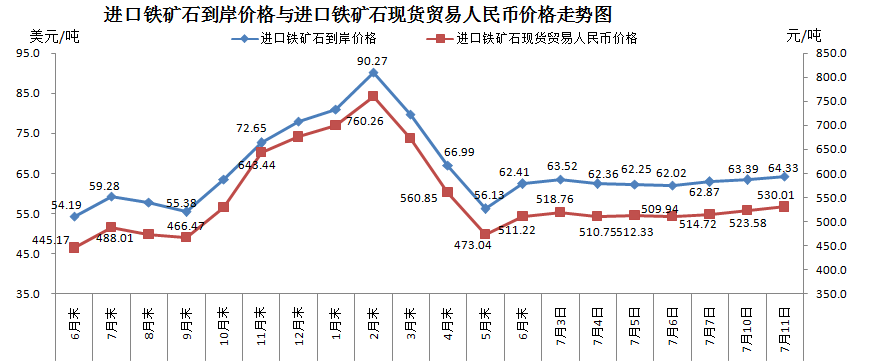 进口铁矿石到岸价格与进口铁矿石现货贸易人民币价格走势图
美元/吨
元/吨
进口铁矿石到岸价格
进口铁矿石现货贸易人民币价格
95.0
85.0
75.0
65.0
55.0
45.0
35.0
850.0
800.0
750.0
700.0
650.0
600.0
550.0
500.0
450.0
400.0
350.0
54.19
59.28
55.38
72.65
90.27
66.99
56.13
62.41
63.52
62.36
62.25
62.02
62.87
63.39
64.33
445.17
488.01
466.47
643.44
760.26
560.85
473.04
511.22
518.76
510.75
512.33
509.94
514.72
523.58
530.01
6月末
7月末
8月末
9月末
10月末
11月末
12月末
1月末
2月末
3月末
4月末
5月末
6月末
7月3日
7月4日
7月5日
7月6日
7月7日
7月10日
7月11日